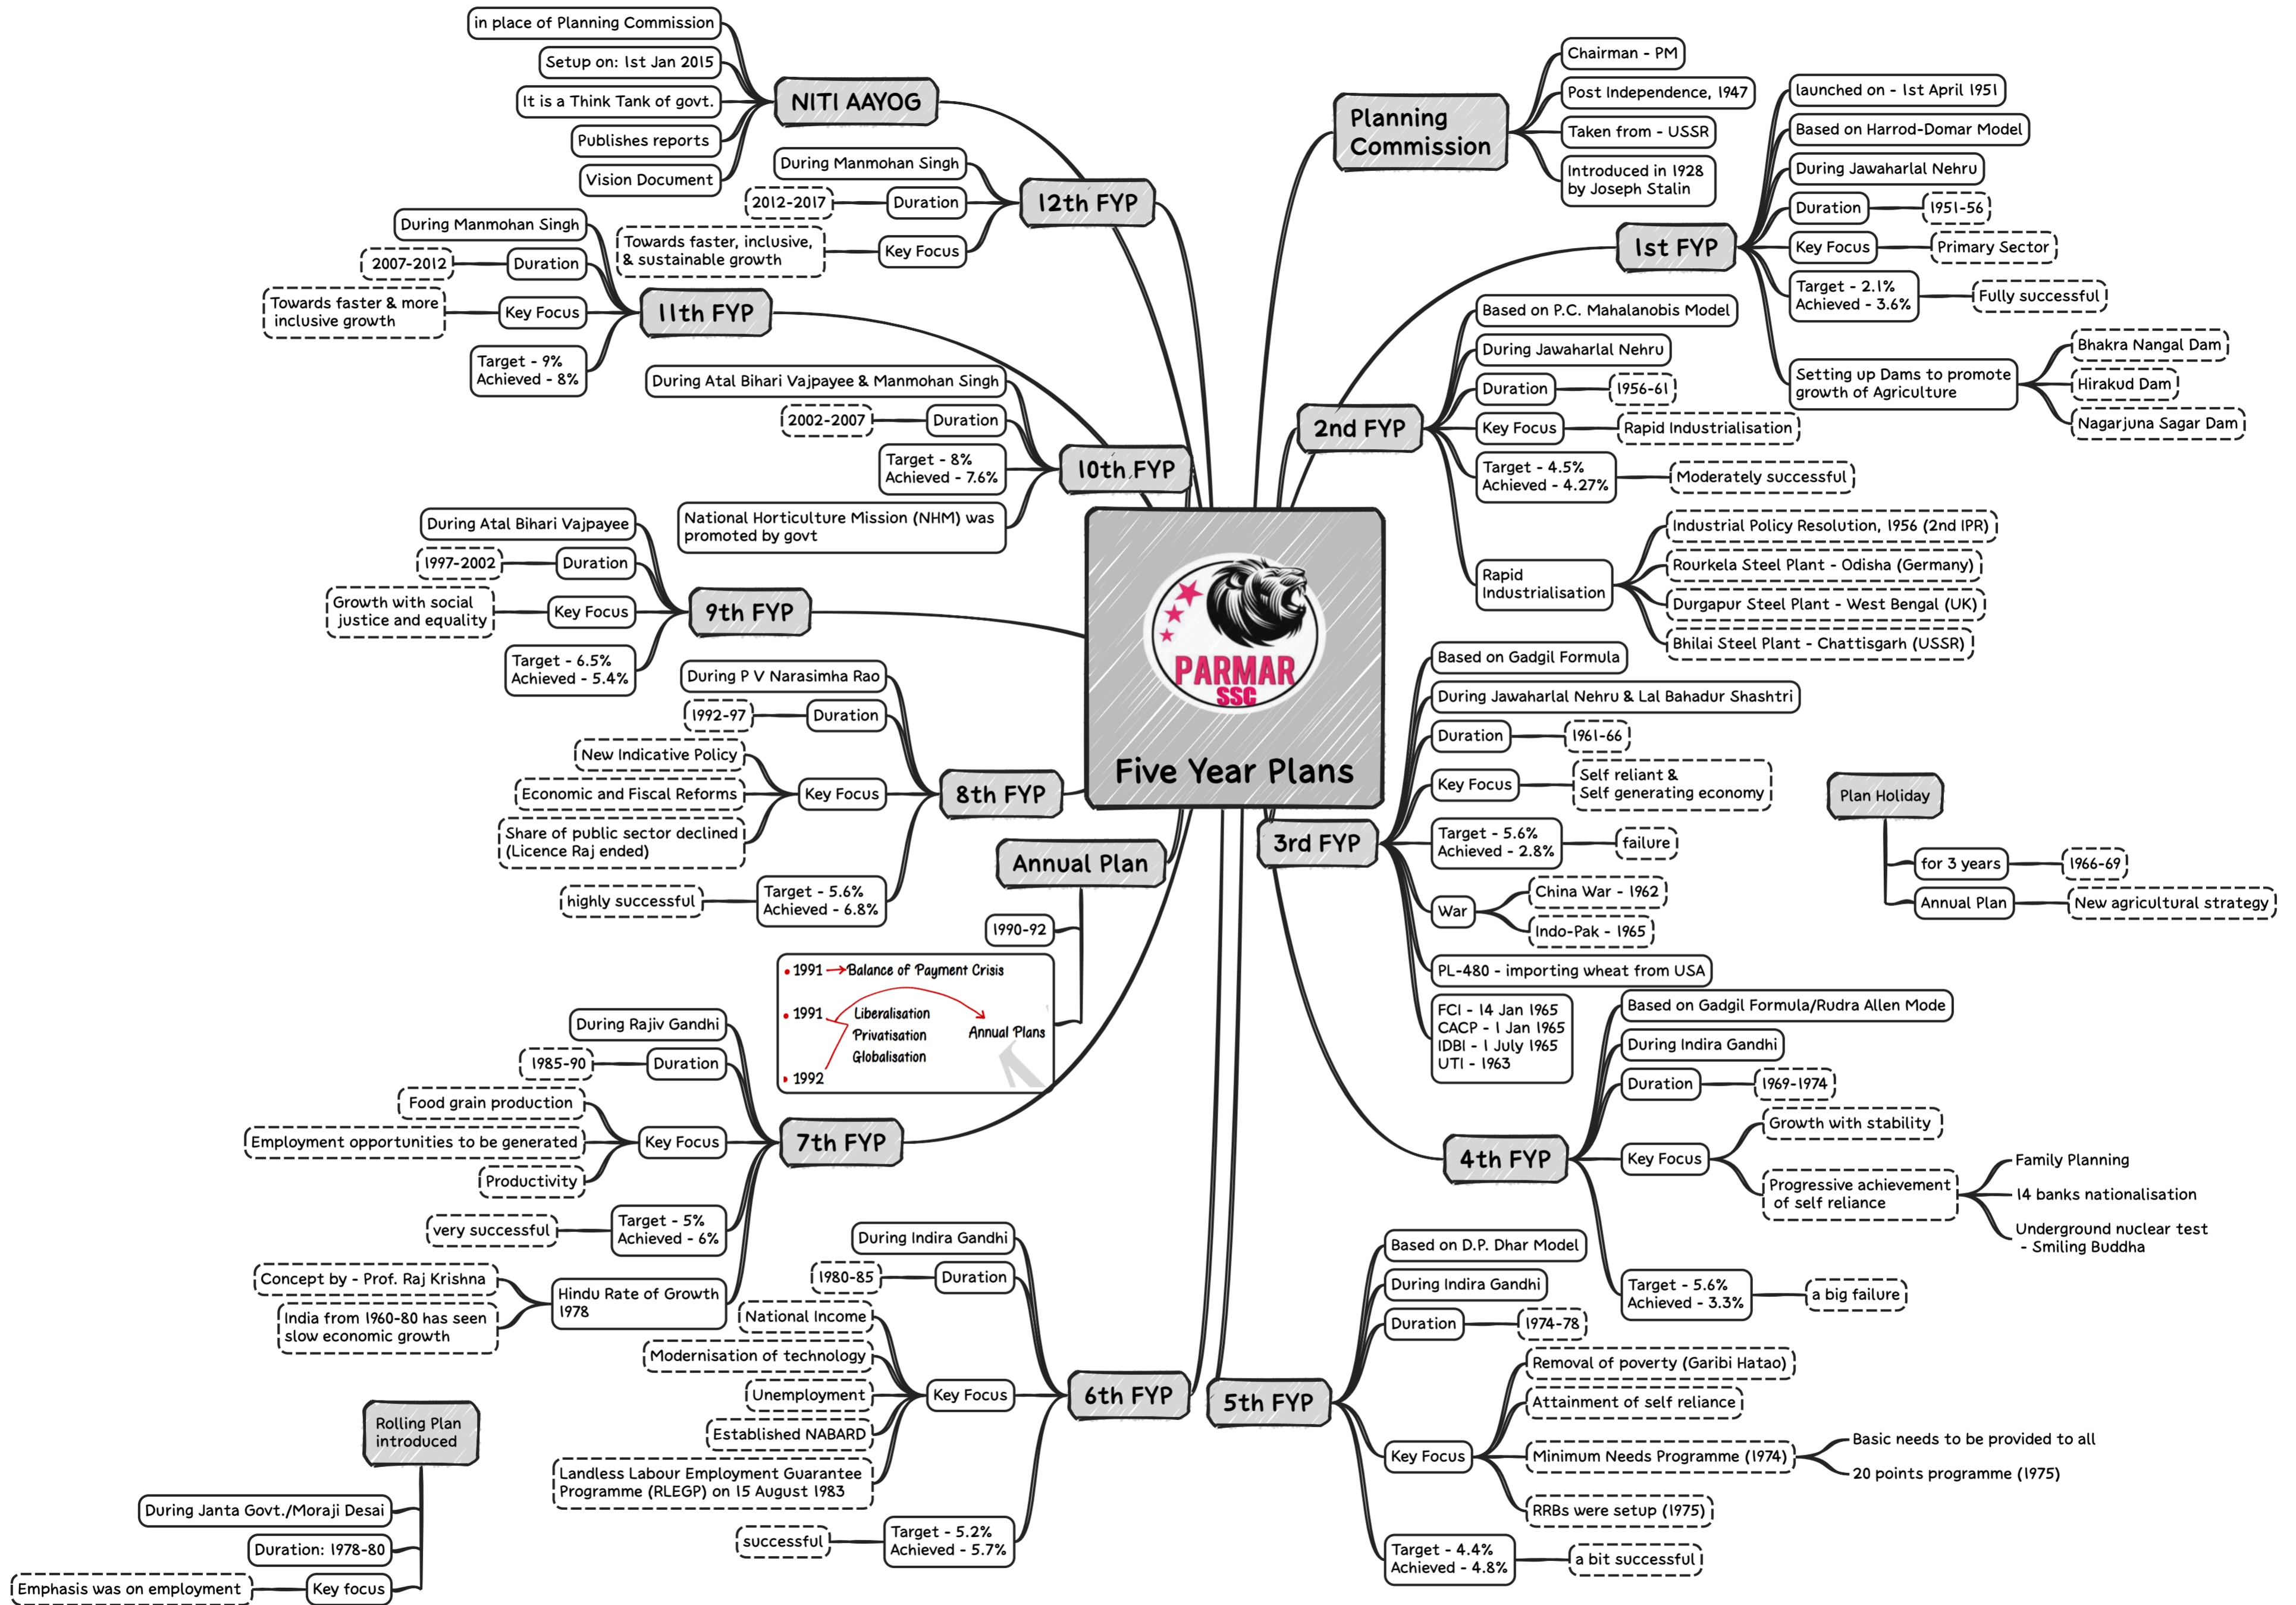 PARMAR
SSC
Five Year Plans
Planning
Commission
Chairman - PM
Post Independence, 1947
Taken from - USSR
Introduced in 1928
by Joseph Stalin
1st FYP
launched on - 1st April 1951
Based on Harrod-Domar Model
During Jawaharlal Nehru
Duration
1951-56
Key Focus
Primary Sector
Target - 2.1%
Achieved - 3.6%
Fully successful
Setting up Dams to promote
growth of Agriculture
Bhakra Nangal Dam
Hirakud Dam
Nagarjuna Sagar Dam
2nd FYP
Based on P.C. Mahalanobis Model
During Jawaharlal Nehru
Duration
1956-61
Key Focus
Rapid Industrialisation
Target - 4.5%
Achieved - 4.27%
Moderately successful
Rapid
Industrialisation
Industrial Policy Resolution, 1956 (2nd IPR)
Rourkela Steel Plant - Odisha (Germany)
Durgapur Steel Plant - West Bengal (UK)
Bhilai Steel Plant - Chattisgarh (USSR)
3rd FYP
Based on Gadgil Formula
During Jawaharlal Nehru & Lal Bahadur Shashtri
Duration
1961-66
Key Focus
Self reliant &
Self generating economy
Target - 5.6%
Achieved - 2.8%
failure
War
China War - 1962
Indo-Pak - 1965
PL-480 - importing wheat from USA
FCI - 14 Jan 1965
CACP - 1 Jan 1965
IDBI - 1 July 1965
UTI - 1963
Plan Holiday
for 3 years
1966-69
Annual Plan
New agricultural strategy
4th FYP
Based on Gadgil Formula/Rudra Allen Mode
During Indira Gandhi
Duration
1969-1974
Key Focus
Growth with stability
Progressive achievement
of self reliance
Family Planning
14 banks nationalisation
Underground nuclear test
- Smiling Buddha
Target - 5.6%
Achieved - 3.3%
a big failure
5th FYP
Based on D.P. Dhar Model
During Indira Gandhi
Duration
1974-78
Key Focus
Removal of poverty (Garibi Hatao)
Attainment of self reliance
Minimum Needs Programme (1974)
Basic needs to be provided to all
20 points programme (1975)
RRBs were setup (1975)
Target - 4.4%
Achieved - 4.8%
a bit successful
6th FYP
During Indira Gandhi
Duration
1980-85
Key Focus
National Income
Modernisation of technology
Unemployment
Established NABARD
Landless Labour Employment Guarantee
Programme (RLEGP) on 15 August 1983
Target - 5.2%
Achieved - 5.7%
successful
Rolling Plan
introduced
During Janta Govt./Moraji Desai
Duration: 1978-80
Key focus
Emphasis was on employment
7th FYP
During Rajiv Gandhi
Duration
1985-90
Key Focus
Food grain production
Employment opportunities to be generated
Productivity
Target - 5%
Achieved - 6%
very successful
Hindu Rate of Growth
1978
Concept by - Prof. Raj Krishna
India from 1960-80 has seen
slow economic growth
Annual Plan
1990-92
1991 Balance of Payment Crisis
1991 Liberalisation
Privatisation
Globalisation
Annual Plans
1992
8th FYP
During P V Narasimha Rao
Duration
1992-97
Key Focus
New Indicative Policy
Economic and Fiscal Reforms
Share of public sector declined
(Licence Raj ended)
Target - 5.6%
Achieved - 6.8%
highly successful
9th FYP
During Atal Bihari Vajpayee
Duration
1997-2002
Key Focus
Growth with social
justice and equality
Target - 6.5%
Achieved - 5.4%
10th FYP
During Atal Bihari Vajpayee & Manmohan Singh
Duration
2002-2007
Target - 8%
Achieved - 7.6%
National Horticulture Mission (NHM) was
promoted by govt
11th FYP
During Manmohan Singh
Duration
2007-2012
Key Focus
Towards faster & more
inclusive growth
Target - 9%
Achieved - 8%
12th FYP
During Manmohan Singh
Duration
2012-2017
Key Focus
Towards faster, inclusive,
& sustainable growth
NITI AAYOG
in place of Planning Commission
Setup on: 1st Jan 2015
It is a Think Tank of govt.
Publishes reports
Vision Document